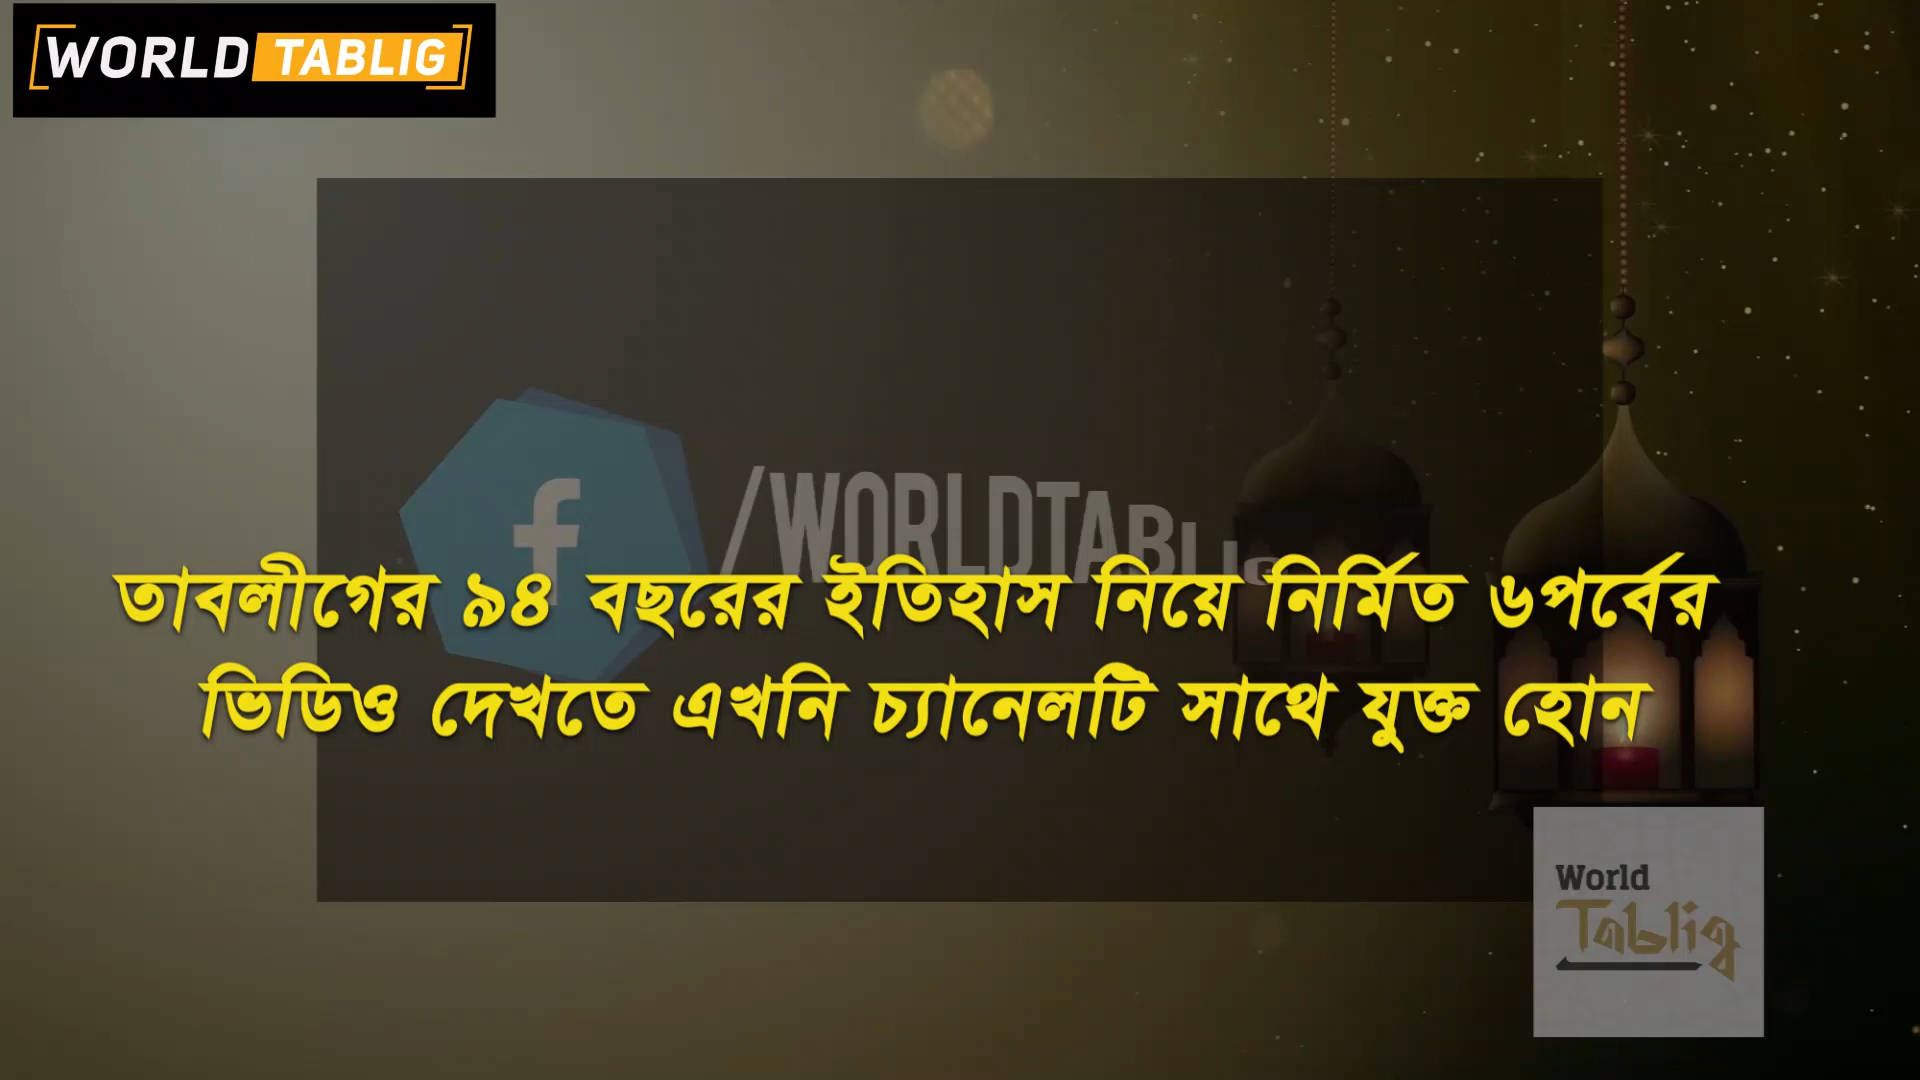 WORLD TABLIG
/WORLDTABLIG
তাবলীগের ৯৪ বছরের ইতিহাস নিয়ে নির্মিত ৬পর্বের
ভিডিও দেখতে এখনি চ্যানেলটি সাথে যুক্ত হোন
World
Tablig